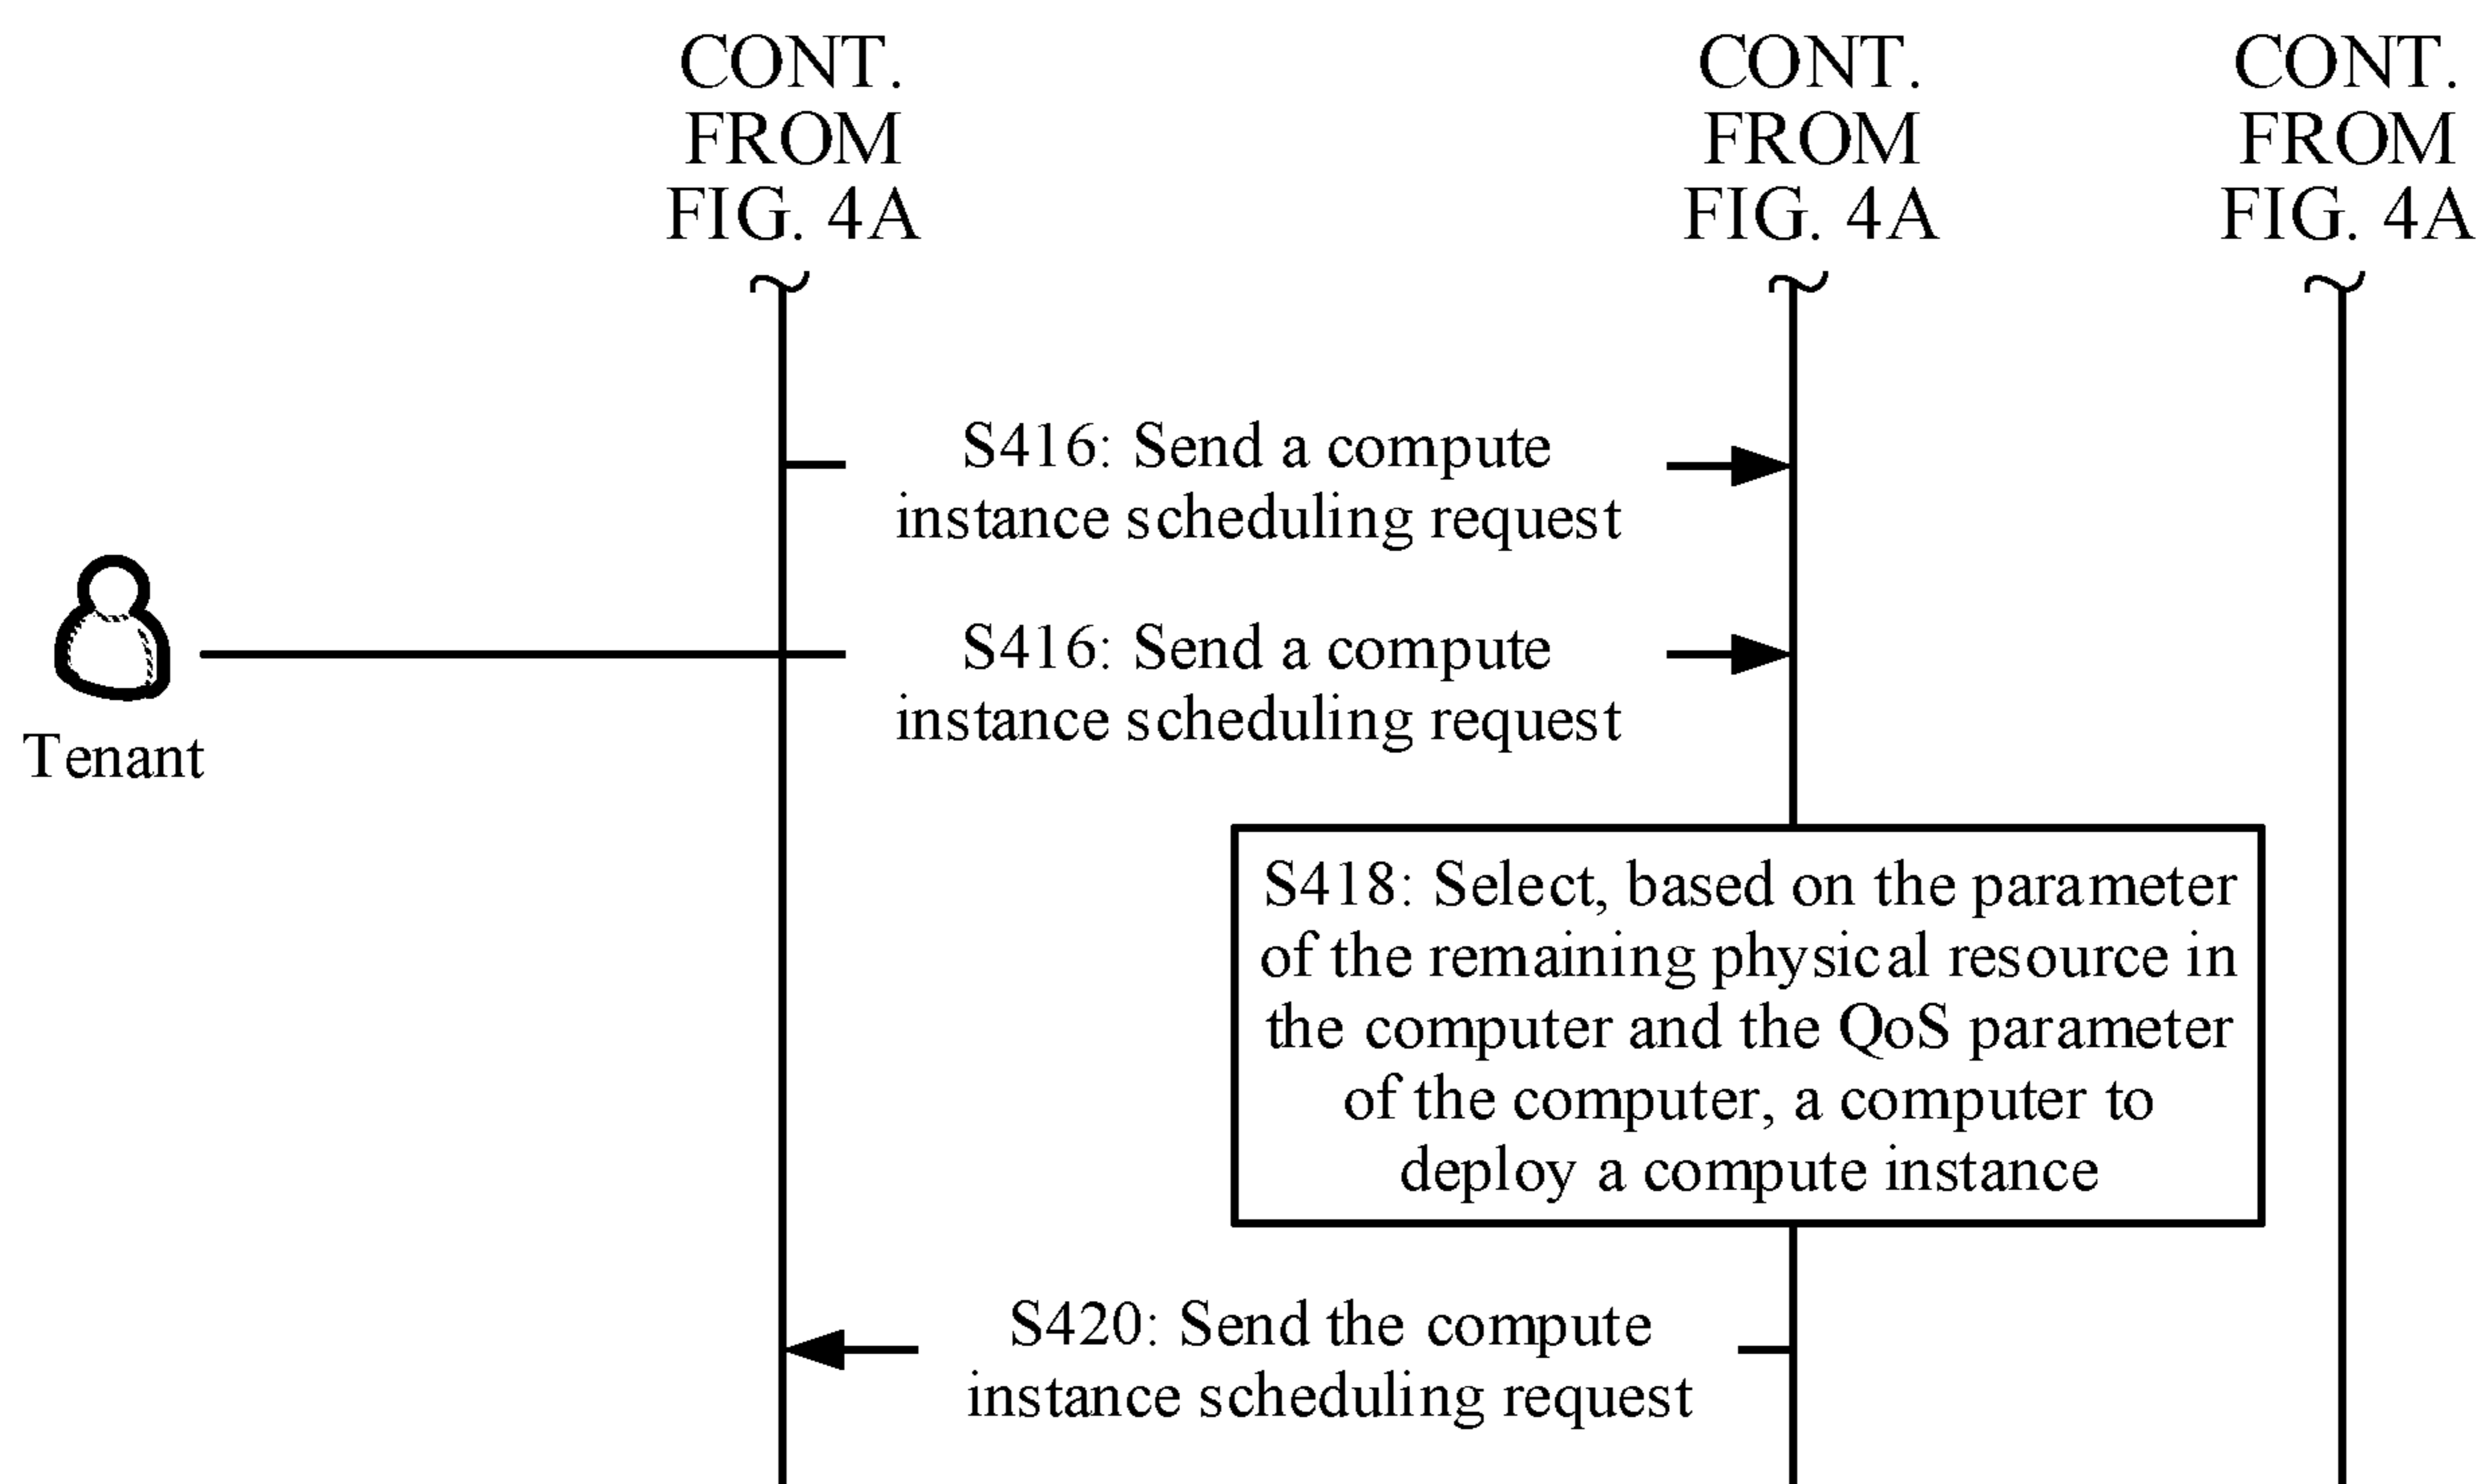 CONT.
FROM
FIG. 4A
CONT.
FROM
FIG. 4A
CONT.
FROM
FIG. 4A
S416: Send a compute
instance scheduling request
S416: Send a compute
instance scheduling request
Tenant
S418: Select, based on the parameter
of the remaining physical resource in
the computer and the QoS parameter
of the computer, a computer to
deploy a compute instance
S420: Send the compute
instance scheduling request